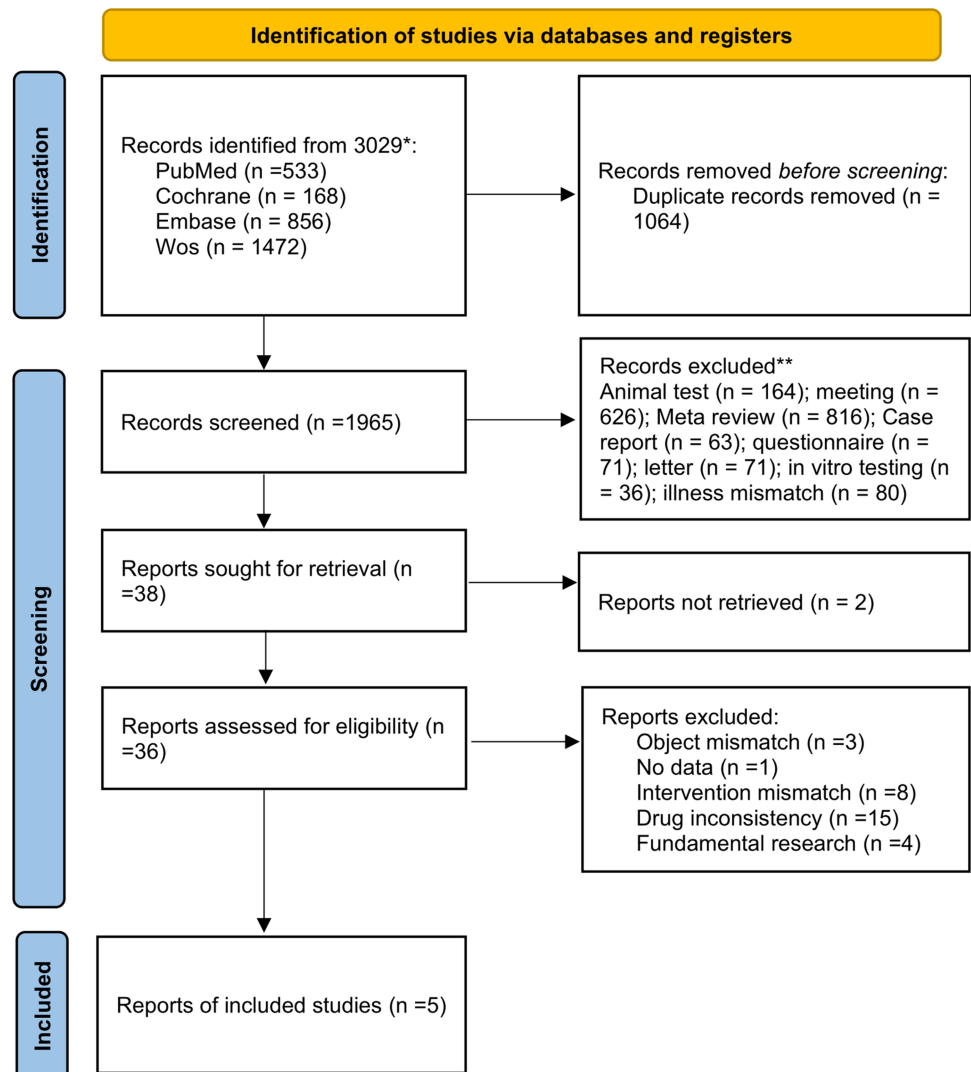 Identification of studies via databases and registers
Identification
Records identified from 3029*:
PubMed (n =533)
Cochrane (n = 168)
Embase (n = 856)
Wos (n = 1472)
Records removed before screening:
Duplicate records removed (n =
1064)
Screening
Records screened (n =1965)
Records excluded**
Animal test (n = 164); meeting (n =
626); Meta review (n = 816); Case
report (n = 63); questionnaire (n =
71); letter (n = 71); in vitro testing (n
= 36); illness mismatch (n = 80)
Reports sought for retrieval (n
=38)
Reports not retrieved (n = 2)
Reports assessed for eligibility (n
=36)
Reports excluded:
Object mismatch (n =3)
No data (n =1)
Intervention mismatch (n =8)
Drug inconsistency (n =15)
Fundamental research (n =4)
Included
Reports of included studies (n =5)